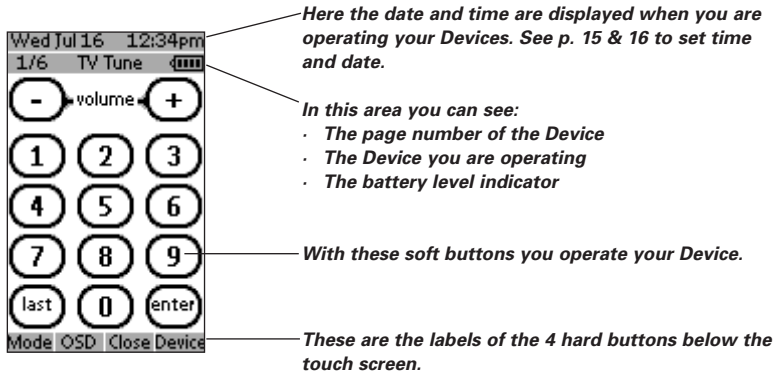 Wed Jul 16 12:34pm
1/6 TV Tune
- volume +
1 2 3
4 5 6
7 8 9
last 0 enter
Mode OSD Close Device
Here the date and time are displayed when you are
operating your Devices. See p. 15 & 16 to set time
and date.
In this area you can see:
· The page number of the Device
· The Device you are operating
· The battery level indicator
With these soft buttons you operate your Device.
These are the labels of the 4 hard buttons below the
touch screen.